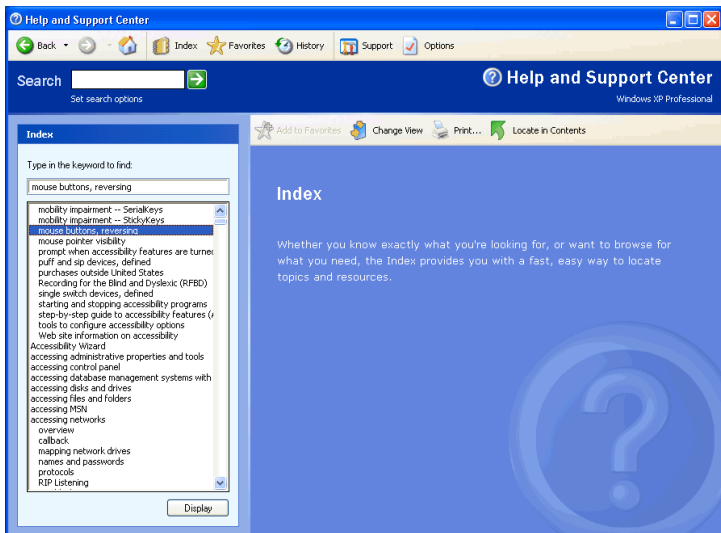 Help and Support Center
Back
Index
Favorites
History
Support
Options
Search
Set search options
Help and Support Center
Windows XP Professional
Index
Add to Favorites
Change View
Print...
Locate in Contents
Type in the keyword to find:
mouse buttons, reversing
mobility impairment -- SerialKeys
mobility impairment -- StickyKeys
mouse buttons, reversing
mouse pointer visibility
prompt when accessibility features are turne
puff and sip devices, defined
purchases outside United States
Recording for the Blind and Dyslexic (RFBD)
single switch devices, defined
starting and stopping accessibility programs
step-by-step guide to accessibility features (
tools to configure accessibility options
Web site information on accessibility
Accessibility Wizard
accessing administrative properties and tools
accessing control panel
accessing database management systems with
accessing disks and drives
accessing files and folders
accessing MSN
accessing networks
overview
callback
mapping network drives
names and passwords
protocols
RIP Listening
Display
Index
Whether you know exactly what you're looking for, or want to browse for
what you need, the Index provides you with a fast, easy way to locate
topics and resources.